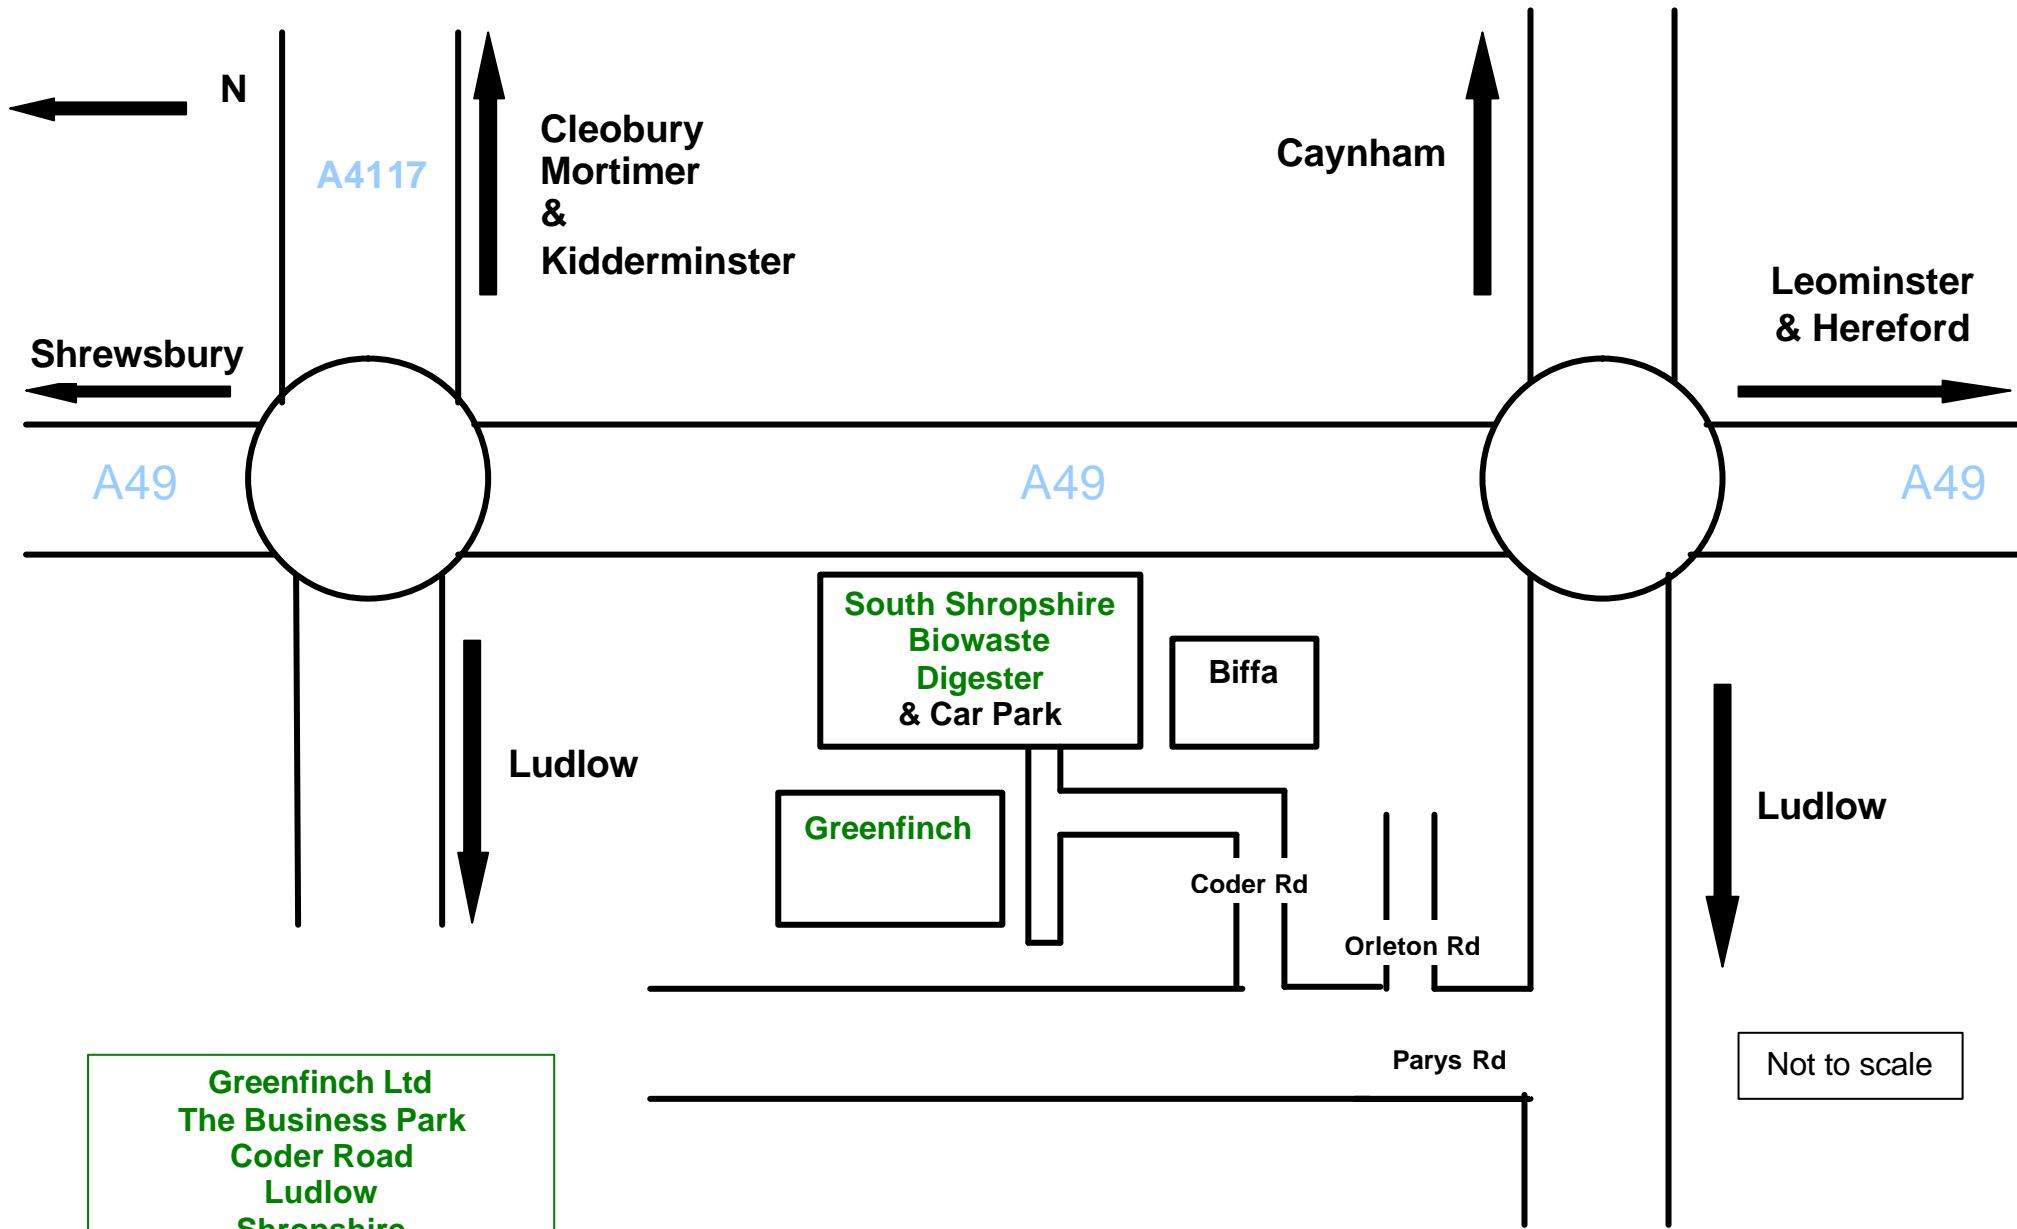 N
A4117
Cleobury
Mortimer
&
Kidderminster
Caynham
Leominster
& Hereford
Shrewsbury
A49
A49
A49
South Shropshire
Biowaste
Digester
& Car Park
Biffa
Ludlow
Greenfinch
Ludlow
Coder Rd
Orleton Rd
Parys Rd
Not to scale
Greenfinch Ltd
The Business Park
Coder Road
Ludlow
Shropshire